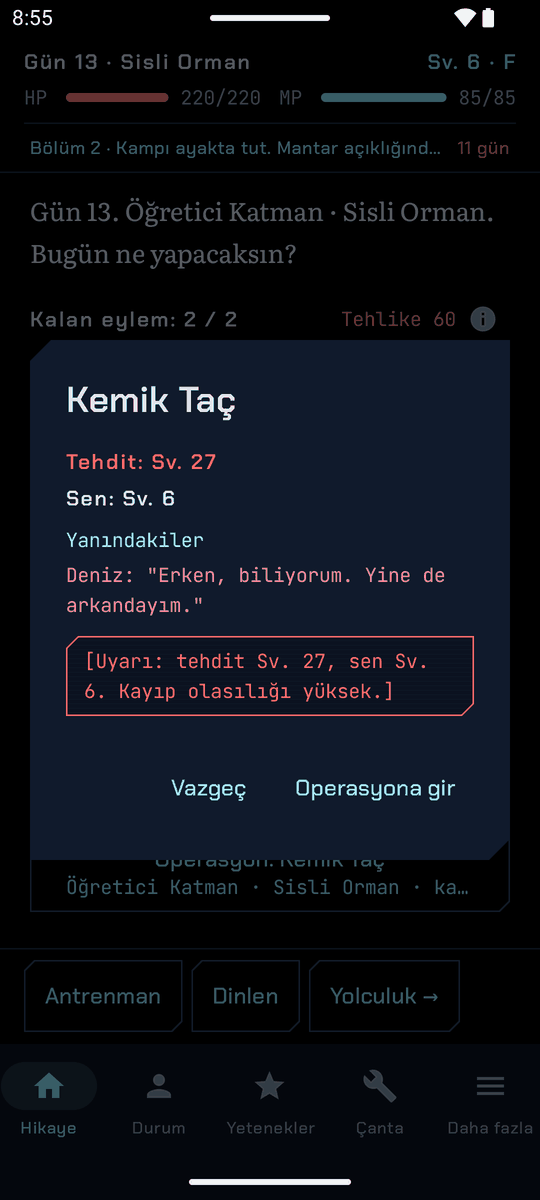 8:55
Gün 13 · Sisli Orman
Sv. 6 · F
HP 220/220 MP 85/85
Bölüm 2 · Kampı ayakta tut. Mantar açıklığınd... 11 gün
Gün 13. Öğretici Katman · Sisli Orman.
Bugün ne yapacaksın?
Kalan eylem: 2 / 2
Tehlike 60
Kemik Taç
Tehdit: Sv. 27
Sen: Sv. 6
Yanındakiler
Deniz: "Erken, biliyorum. Yine de
arkandayım."
[Uyarı: tehdit Sv. 27, sen Sv.
6. Kayıp olasılığı yüksek.]
Vazgeç
Operasyona gir
Operasyon: Kemik Taç
Öğretici Katman · Sisli Orman · ka...
Antrenman
Dinlen
Yolculuk →
Hikaye
Durum
Yetenekler
Çanta
Daha fazla